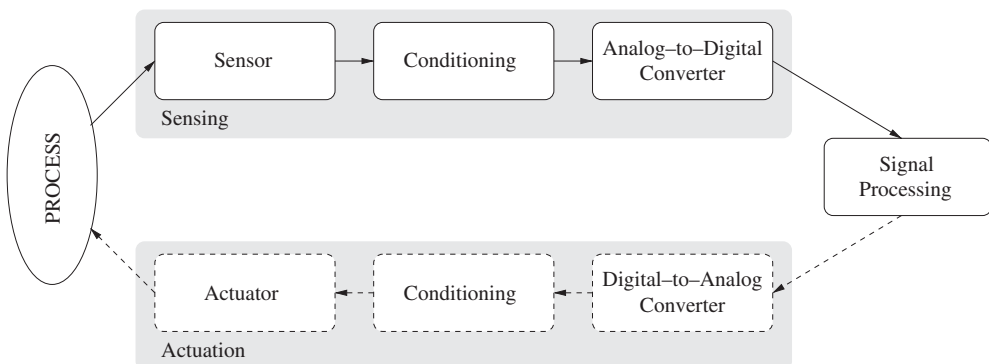 Sensor
Conditioning
Analog–to–Digital
Converter
Sensing
PROCESS
Signal
Processing
Actuator
Conditioning
Digital–to–Analog
Converter
Actuation